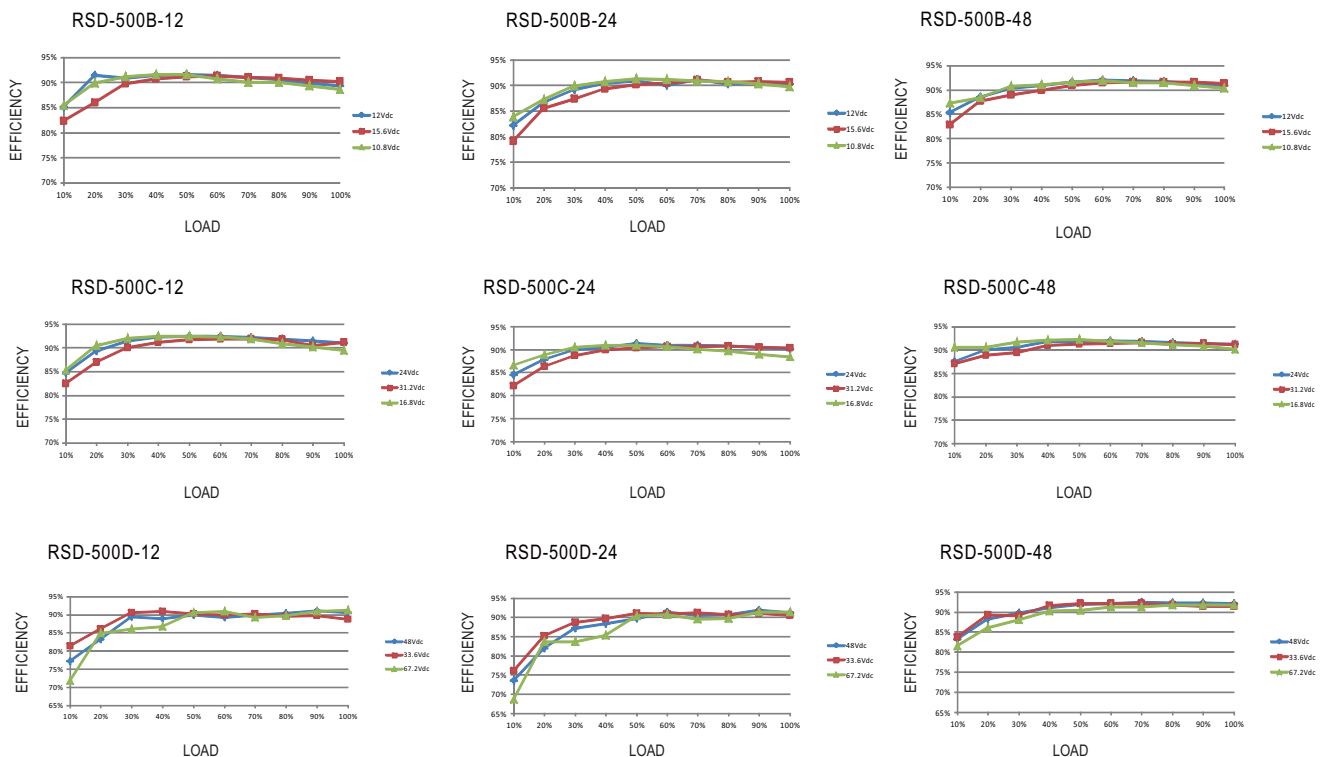 RSD-500B-12
EFFICIENCY
95%
90%
85%
80%
75%
70%
10% 20% 30% 40% 50% 60% 70% 80% 90% 100%
LOAD
12Vdc
15.6Vdc
10.8Vdc
RSD-500B-24
EFFICIENCY
95%
90%
85%
80%
75%
70%
10% 20% 30% 40% 50% 60% 70% 80% 90% 100%
LOAD
12Vdc
15.6Vdc
10.8Vdc
RSD-500B-48
EFFICIENCY
95%
90%
85%
80%
75%
70%
10% 20% 30% 40% 50% 60% 70% 80% 90% 100%
LOAD
12Vdc
15.6Vdc
10.8Vdc
RSD-500C-12
EFFICIENCY
95%
90%
85%
80%
75%
70%
10% 20% 30% 40% 50% 60% 70% 80% 90% 100%
LOAD
24Vdc
31.2Vdc
16.8Vdc
RSD-500C-24
EFFICIENCY
95%
90%
85%
80%
75%
70%
10% 20% 30% 40% 50% 60% 70% 80% 90% 100%
LOAD
24Vdc
31.2Vdc
16.8Vdc
RSD-500C-48
EFFICIENCY
95%
90%
85%
80%
75%
70%
10% 20% 30% 40% 50% 60% 70% 80% 90% 100%
LOAD
24Vdc
31.2Vdc
16.8Vdc
RSD-500D-12
EFFICIENCY
95%
90%
85%
80%
75%
70%
65%
10% 20% 30% 40% 50% 60% 70% 80% 90% 100%
LOAD
48Vdc
33.6Vdc
67.2Vdc
RSD-500D-24
EFFICIENCY
95%
90%
85%
80%
75%
70%
65%
10% 20% 30% 40% 50% 60% 70% 80% 90% 100%
LOAD
48Vdc
33.6Vdc
67.2Vdc
RSD-500D-48
EFFICIENCY
95%
90%
85%
80%
75%
70%
65%
10% 20% 30% 40% 50% 60% 70% 80% 90% 100%
LOAD
48Vdc
33.6Vdc
67.2Vdc